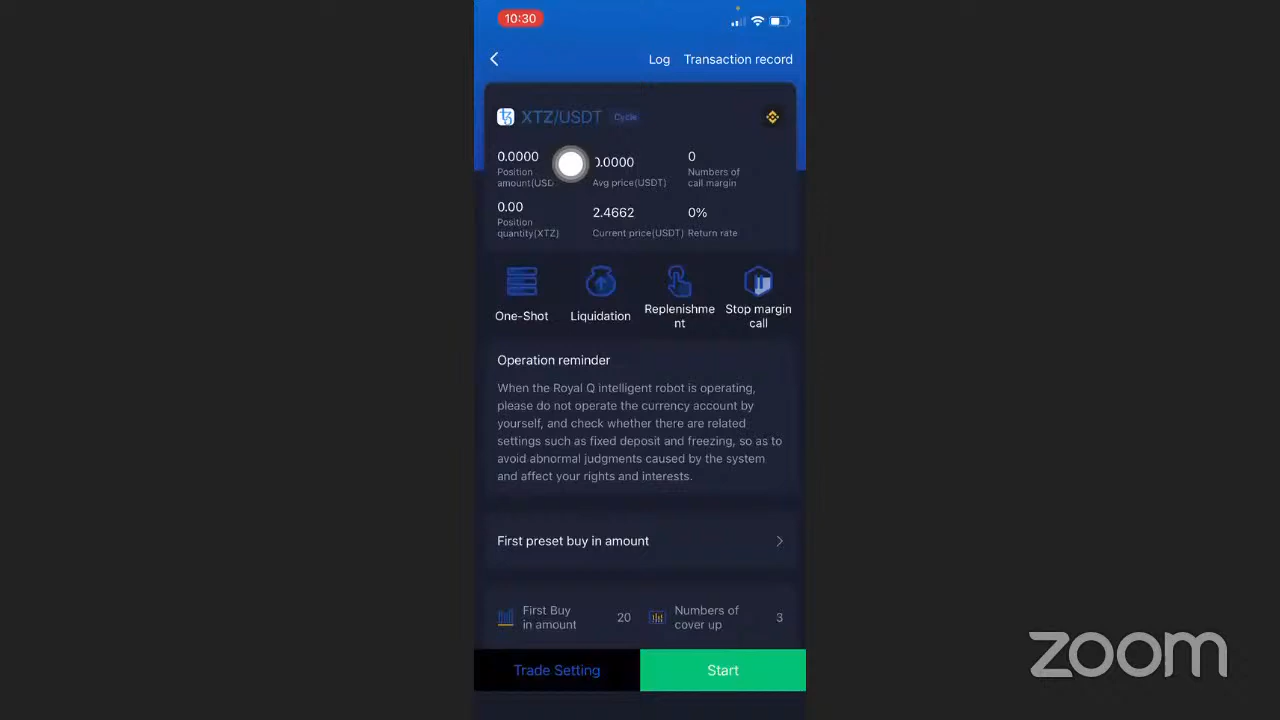 10:30
Log Transaction record
XTZ/USDT Cycle
0.0000 0.0000 0
Position amount(USD Avg price(USDT) Numbers of call margin
0.00 2.4662 0%
Position quantity(XTZ) Current price(USDT) Return rate
One-Shot Liquidation Replenishme
nt Stop margin
call
Operation reminder
When the Royal Q intelligent robot is operating,
please do not operate the currency account by
yourself, and check whether there are related
settings such as fixed deposit and freezing, so as to
avoid abnormal judgments caused by the system
and affect your rights and interests.
First preset buy in amount
First Buy
in amount 20 Numbers of
cover up 3
Trade Setting Start
zoom